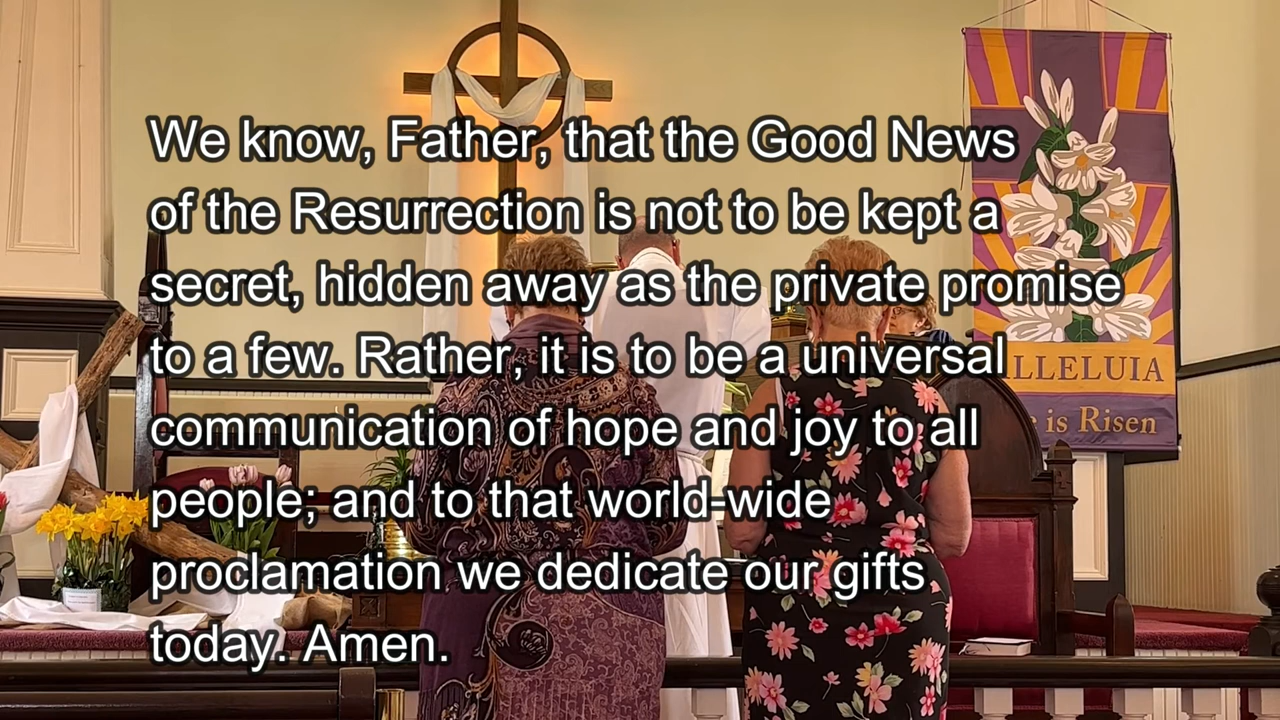 We know, Father, that the Good News
of the Resurrection is not to be kept a
secret, hidden away as the private promise
to a few. Rather, it is to be a universal
communication of hope and joy to all
people; and to that world-wide
proclamation we dedicate our gifts
today. Amen.
LLELUIA
is Risen